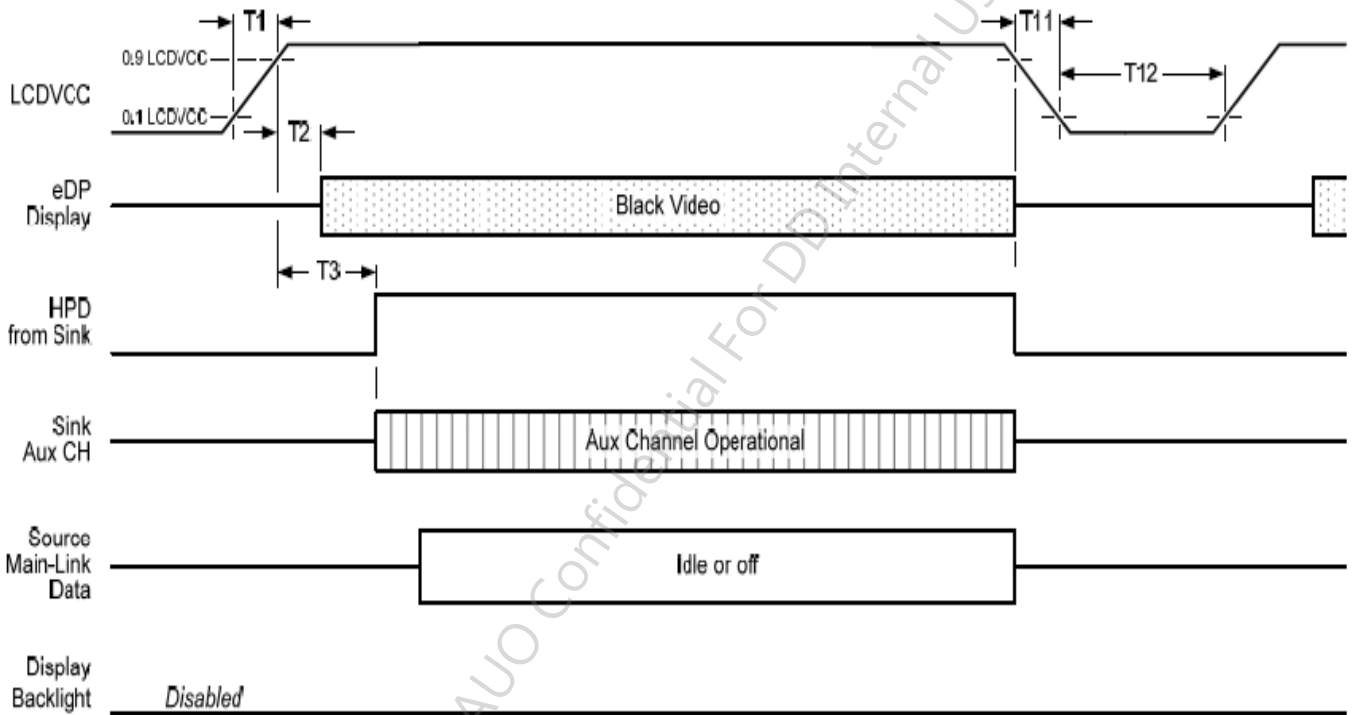 T1
T11
0.9 LCDVCC
T12
LCDVCC
0.1 LCDVCC
T2
eDP
Display
Black Video
T3
HPD
from Sink
Sink
Aux CH
Aux Channel Operational
Source
Main-Link
Data
Idle or off
Display
Backlight
Disabled
AUO Confidential For DD Internal Us